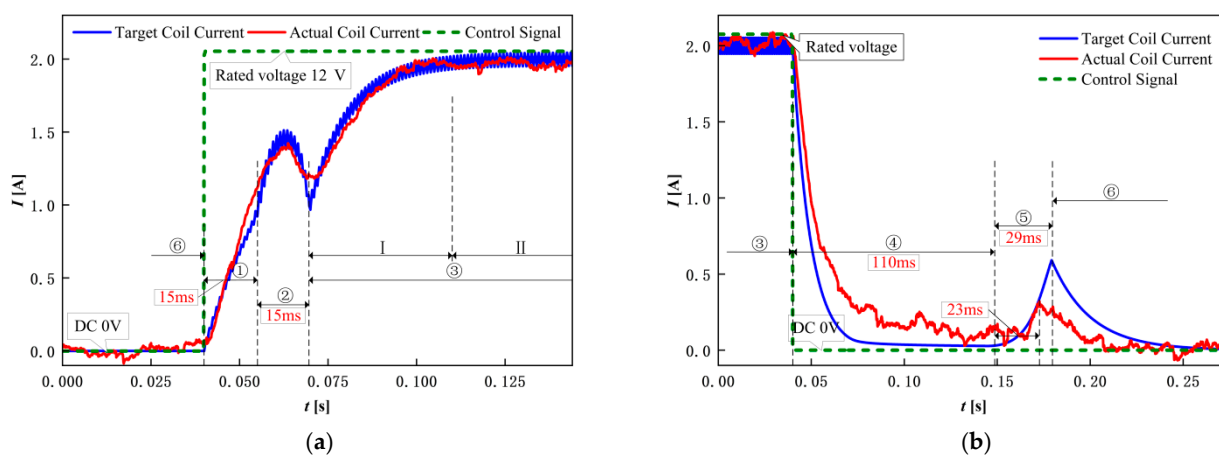 Target Coil Current Actual Coil Current Control Signal
2.0
Rated voltage 12 V
1.5
I [A]
1.0
⑥
I
II
0.5
①
③
15ms
②
15ms
DC 0V
0.0
0.000 0.025 0.050 0.075 0.100 0.125
t [s]
(a)
2.0
Rated voltage
Target Coil Current
Actual Coil Current
Control Signal
1.5
I [A]
1.0
⑥
⑤
29ms
③
④
110ms
0.5
23ms
DC 0V
0.0
0.00 0.05 0.10 0.15 0.20 0.25
t [s]
(b)